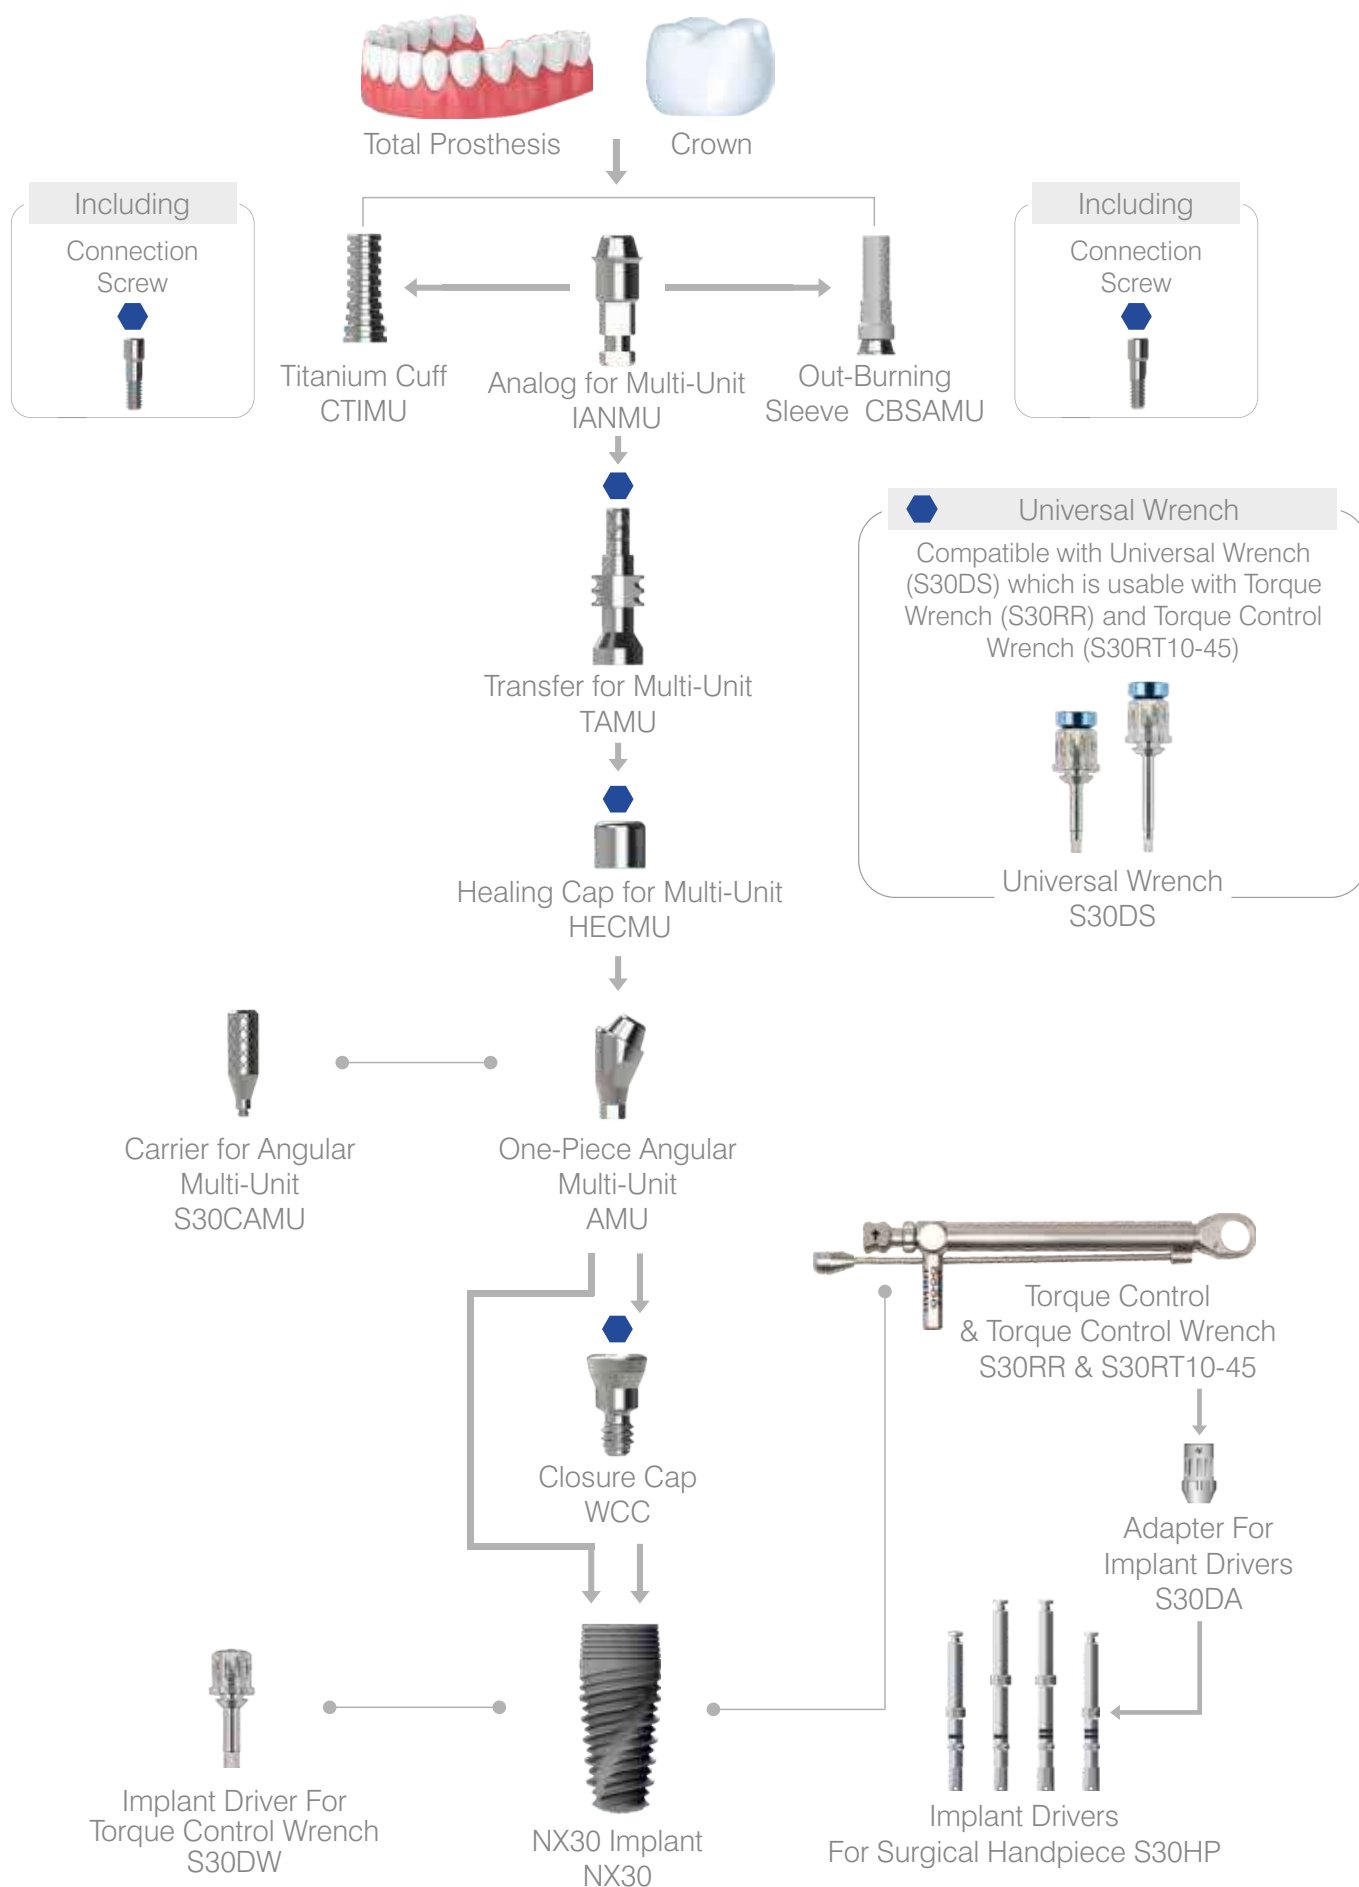 Total Prosthesis
Crown
Including
Connection
Screw
Including
Connection
Screw
Titanium Cuff
CTIMU
Analog for Multi-Unit
IANMU
Out-Burning
Sleeve CBSAMU
Universal Wrench
Compatible with Universal Wrench
(S30DS) which is usable with Torque
Wrench (S30RR) and Torque Control
Wrench (S30RT10-45)
Transfer for Multi-Unit
TAMU
Universal Wrench
S30DS
Healing Cap for Multi-Unit
HECMU
Carrier for Angular
Multi-Unit
S30CAMU
One-Piece Angular
Multi-Unit
AMU
Torque Control
& Torque Control Wrench
S30RR & S30RT10-45
Closure Cap
WCC
Adapter For
Implant Drivers
S30DA
Implant Driver For
Torque Control Wrench
S30DW
NX30 Implant
NX30
Implant Drivers
For Surgical Handpiece S30HP